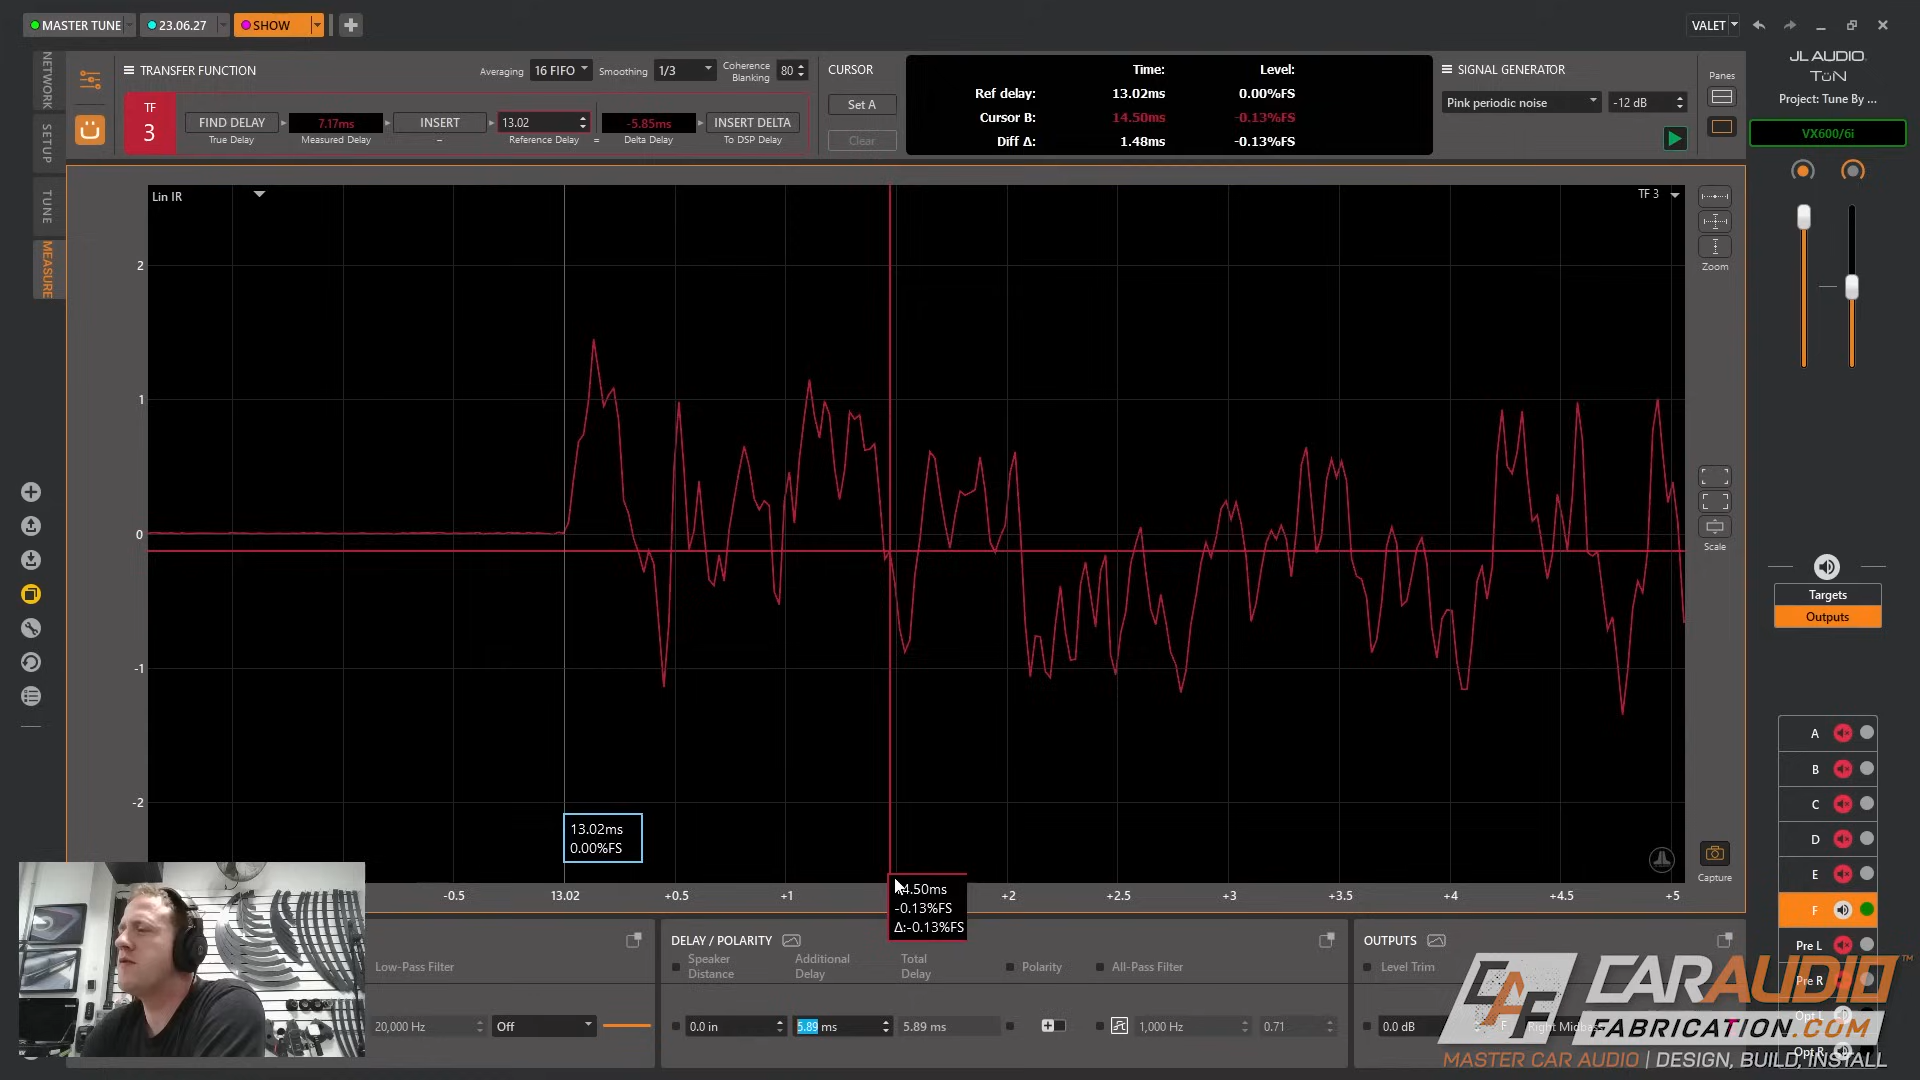 MASTER TUNE
23.06.27
SHOW
VALET
NETWORK
SETUP
TUNE
MEASURE
TRANSFER FUNCTION
Averaging
16 FIFO
Smoothing
1/3
Coherence
Blanking
80
TF
3
FIND DELAY
7.17ms
INSERT
13.02
-5.85ms
INSERT DELTA
True Delay
Measured Delay
–
Reference Delay
=
Delta Delay
To DSP Delay
CURSOR
Set A
Clear
Time:
Level:
Ref delay:
13.02ms
0.00%FS
Cursor B:
14.50ms
-0.13%FS
Diff Δ:
1.48ms
-0.13%FS
SIGNAL GENERATOR
Pink periodic noise
-12 dB
Panes
JL AUDIO
TüN
Project: Tune By ...
VX600/6i
Lin IR
TF 3
Zoom
Scale
Capture
2
1
0
-1
-2
13.02ms
0.00%FS
-0.5
13.02
+0.5
+1
+2
+2.5
+3
+3.5
+4
+4.5
+5
4.50ms
-0.13%FS
Δ:-0.13%FS
Targets
Outputs
A
B
C
D
E
F
Pre L
Pre R
Opt L
Opt R
Low-Pass Filter
20,000 Hz
Off
DELAY / POLARITY
Speaker
Distance
Additional
Delay
Total
Delay
Polarity
All-Pass Filter
0.0 in
5.89 ms
5.89 ms
1,000 Hz
0.71
OUTPUTS
Level Trim
0.0 dB
F
Right Midbass
CAF
CARAUDIO™
FABRICATION.COM
MASTER CAR AUDIO | DESIGN, BUILD, INSTALL